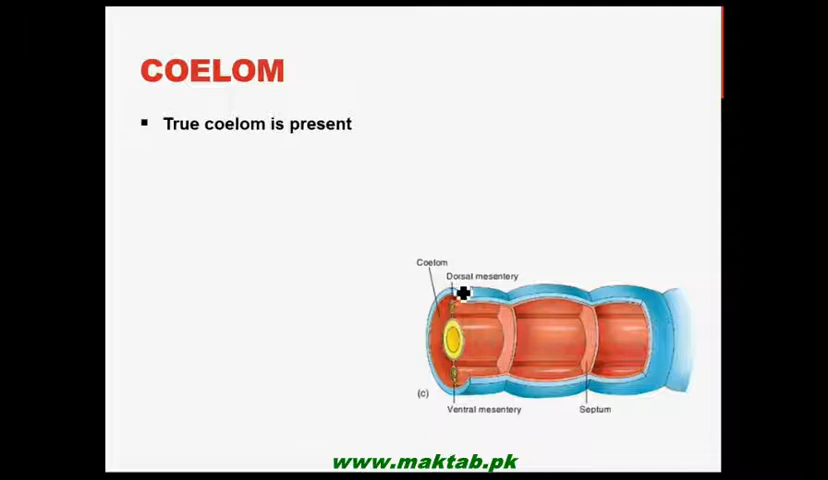 COELOM
▪ True coelom is present
Coelom
Dorsal mesentery
(c)
Ventral mesentery
Septum
www.maktab.pk